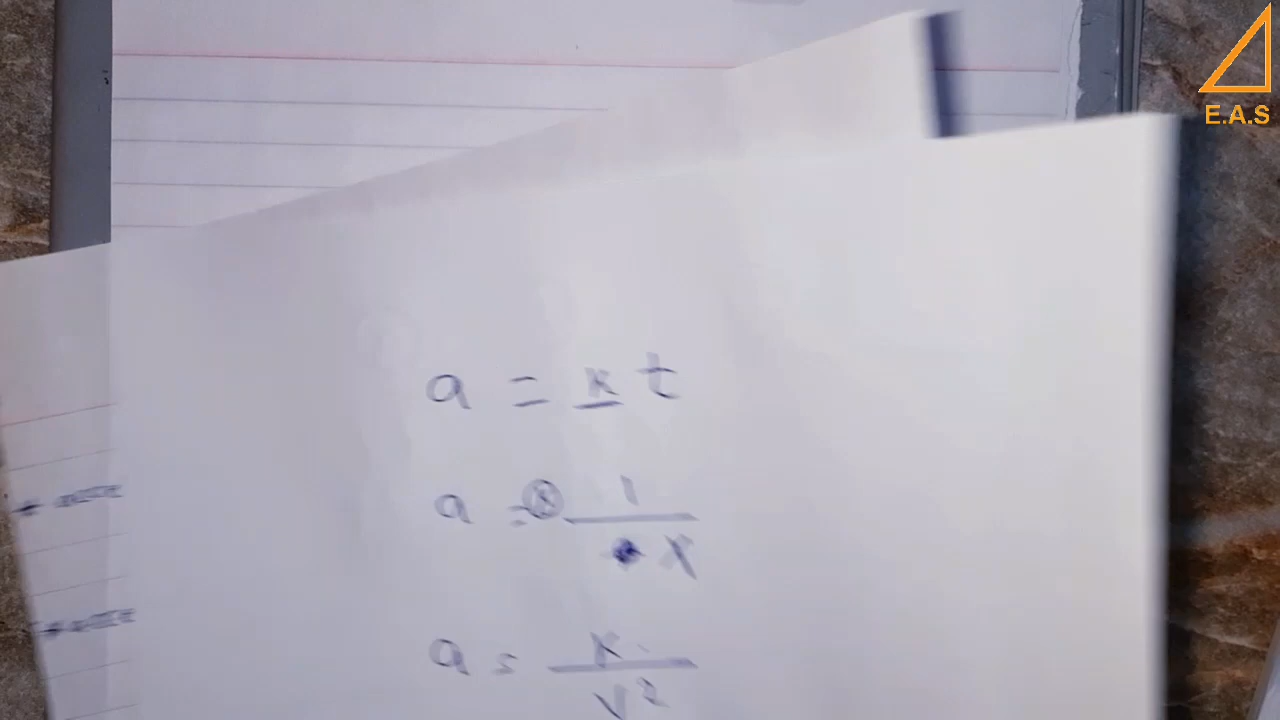 E.A.S
a = k t
a = k 1 / x
a = k / v²